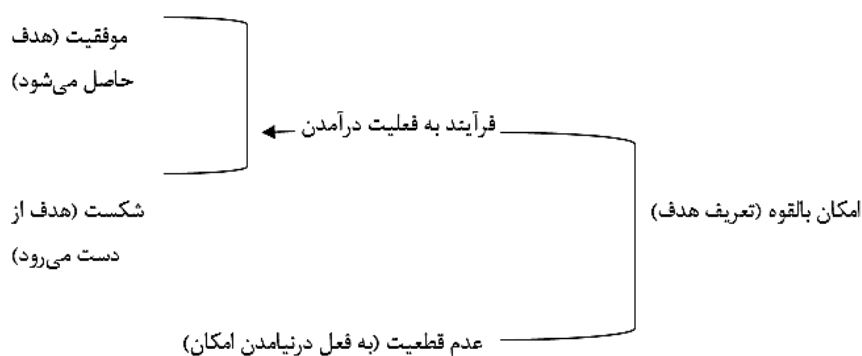 موفقیت (هدف
حاصل می‌شود)
فرآیند به فعلیت درآمدن
امکان بالقوه (تعریف هدف)
شکست (هدف از
دست می‌رود)
عدم قطعیت (به فعل درنیامدن امکان)